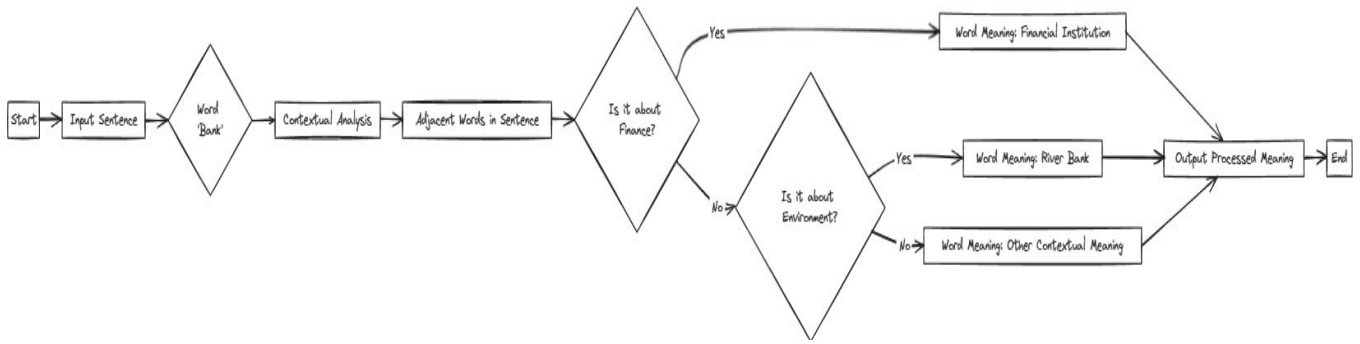 Start
Input Sentence
Word
'Bank'
Contextual Analysis
Adjacent Words in Sentence
Is it about
Finance?
Yes
Word Meaning: Financial Institution
No
Is it about
Environment?
Yes
Word Meaning: River Bank
No
Word Meaning: Other Contextual Meaning
Output Processed Meaning
End